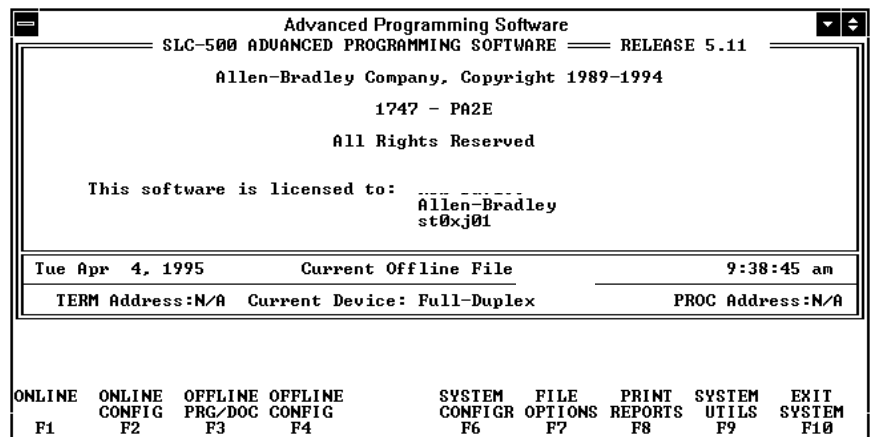 Advanced Programming Software
SLC-500 ADVANCED PROGRAMMING SOFTWARE RELEASE 5.11
Allen-Bradley Company, Copyright 1989-1994
1747 - PA2E
All Rights Reserved
This software is licensed to:
Allen-Bradley
st0xj01
Tue Apr 4, 1995 Current Offline File 9:38:45 am
TERM Address:N/A Current Device: Full-Duplex PROC Address:N/A
ONLINE ONLINE OFFLINE OFFLINE SYSTEM FILE PRINT SYSTEM EXIT
CONFIG PRG/DOC CONFIG CONFIGR OPTIONS REPORTS UTILS SYSTEM
F1 F2 F3 F4 F6 F7 F8 F9 F10